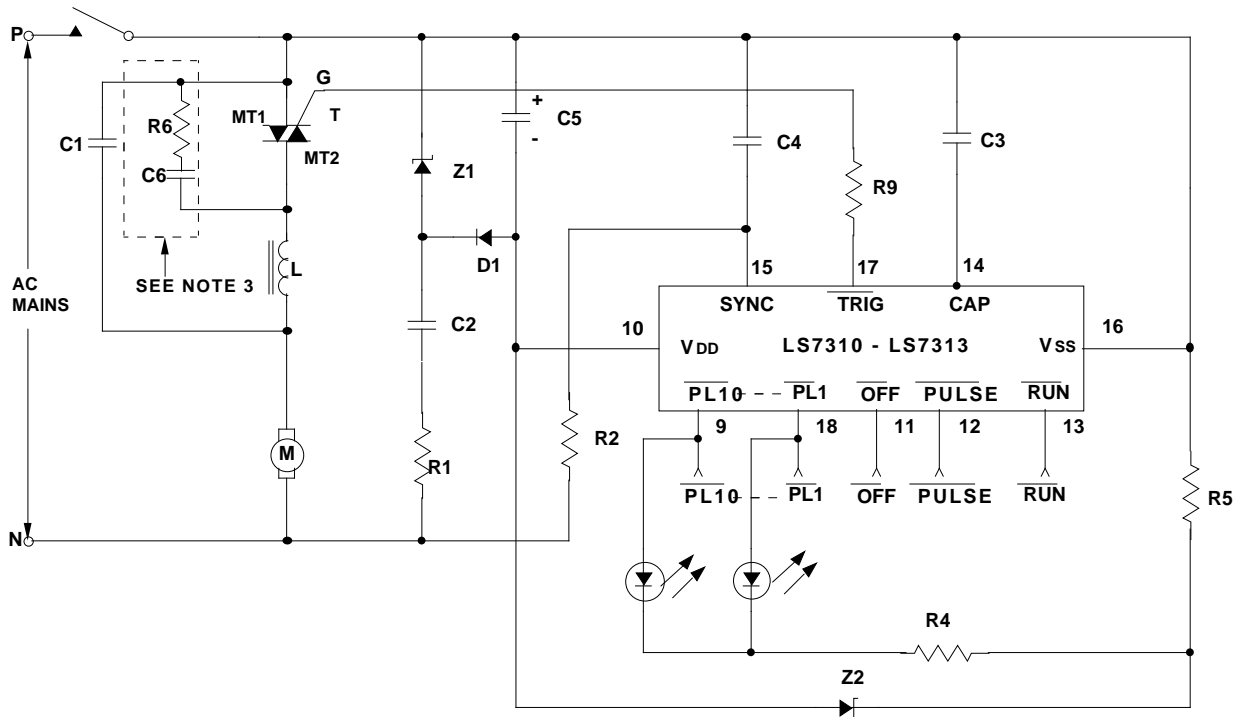 P
G
MT1
T
+
C5
-
R6
C1
MT2
C4
C3
C6
Z1
R9
D1
L
SEE NOTE 3
AC
MAINS
15
17
14
SYNC
TRIG
CAP
10
16
C2
VDD
LS7310 - LS7313
VSS
PL10
PL1
OFF
PULSE
RUN
9
18
11
12
13
R2
M
R1
PL10
PL1
OFF
PULSE
RUN
R5
N
R4
Z2